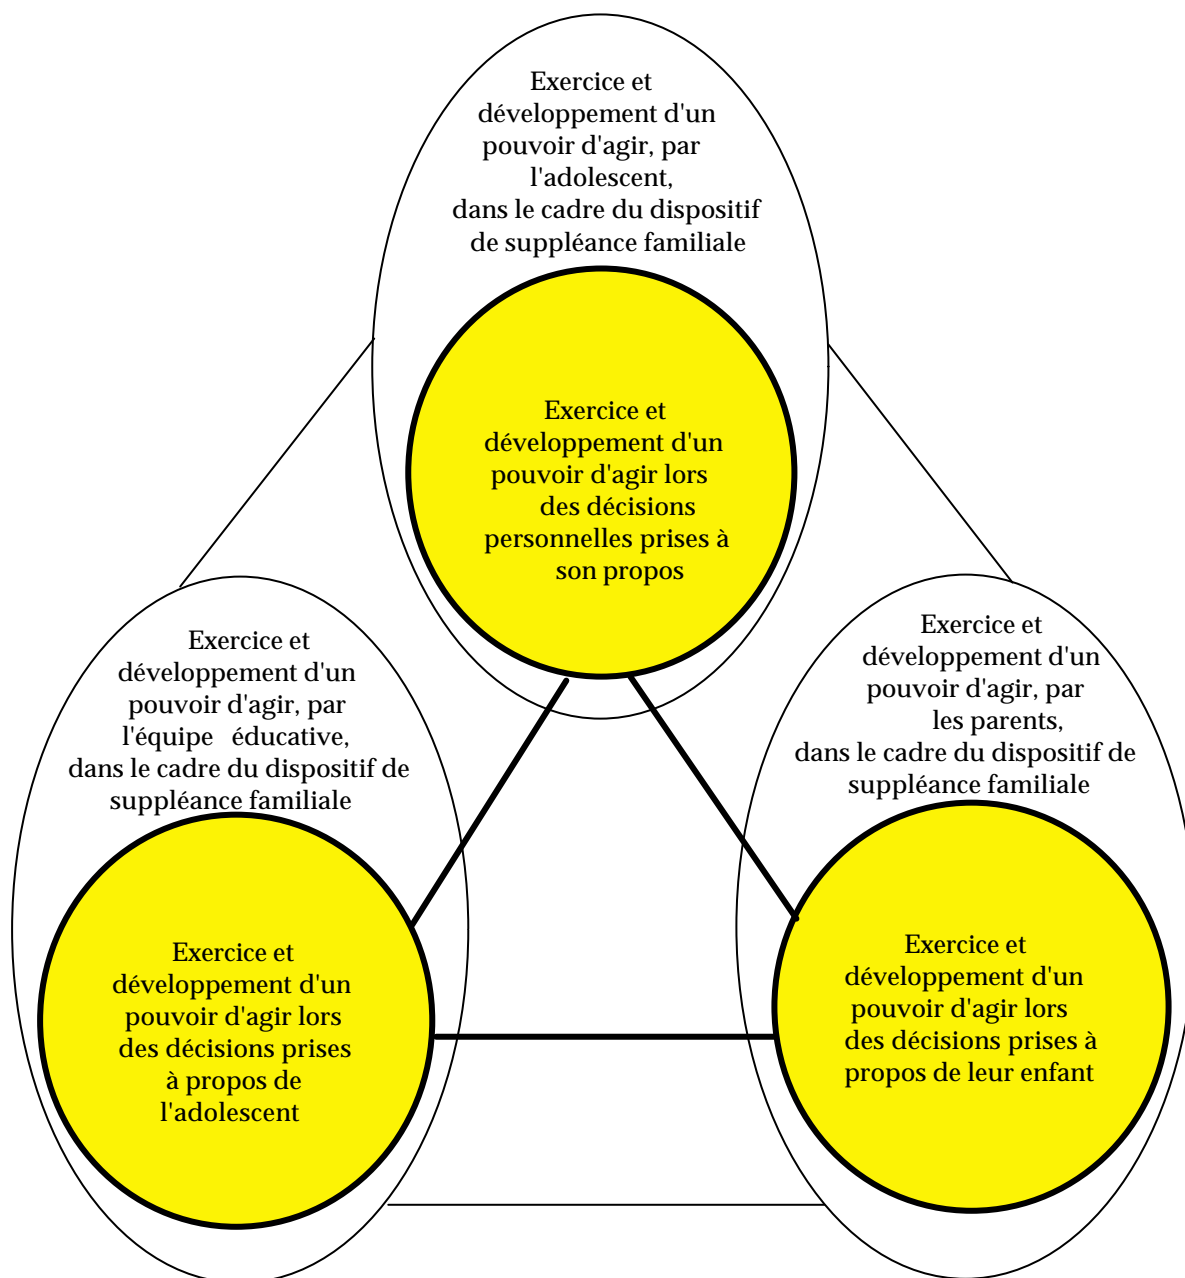 Exercice et
développement d'un
pouvoir d'agir, par
l'adolescent,
dans le cadre du dispositif
de suppléance familiale
Exercice et
développement d'un
pouvoir d'agir lors
des décisions
personnelles prises à
son propos
Exercice et
développement d'un
pouvoir d'agir, par
l'équipe éducative,
dans le cadre du dispositif de
suppléance familiale
Exercice et
développement d'un
pouvoir d'agir lors
des décisions prises
à propos de
l'adolescent
Exercice et
développement d'un
pouvoir d'agir, par
les parents,
dans le cadre du dispositif de
suppléance familiale
Exercice et
développement d'un
pouvoir d'agir lors
des décisions prises à
propos de leur enfant